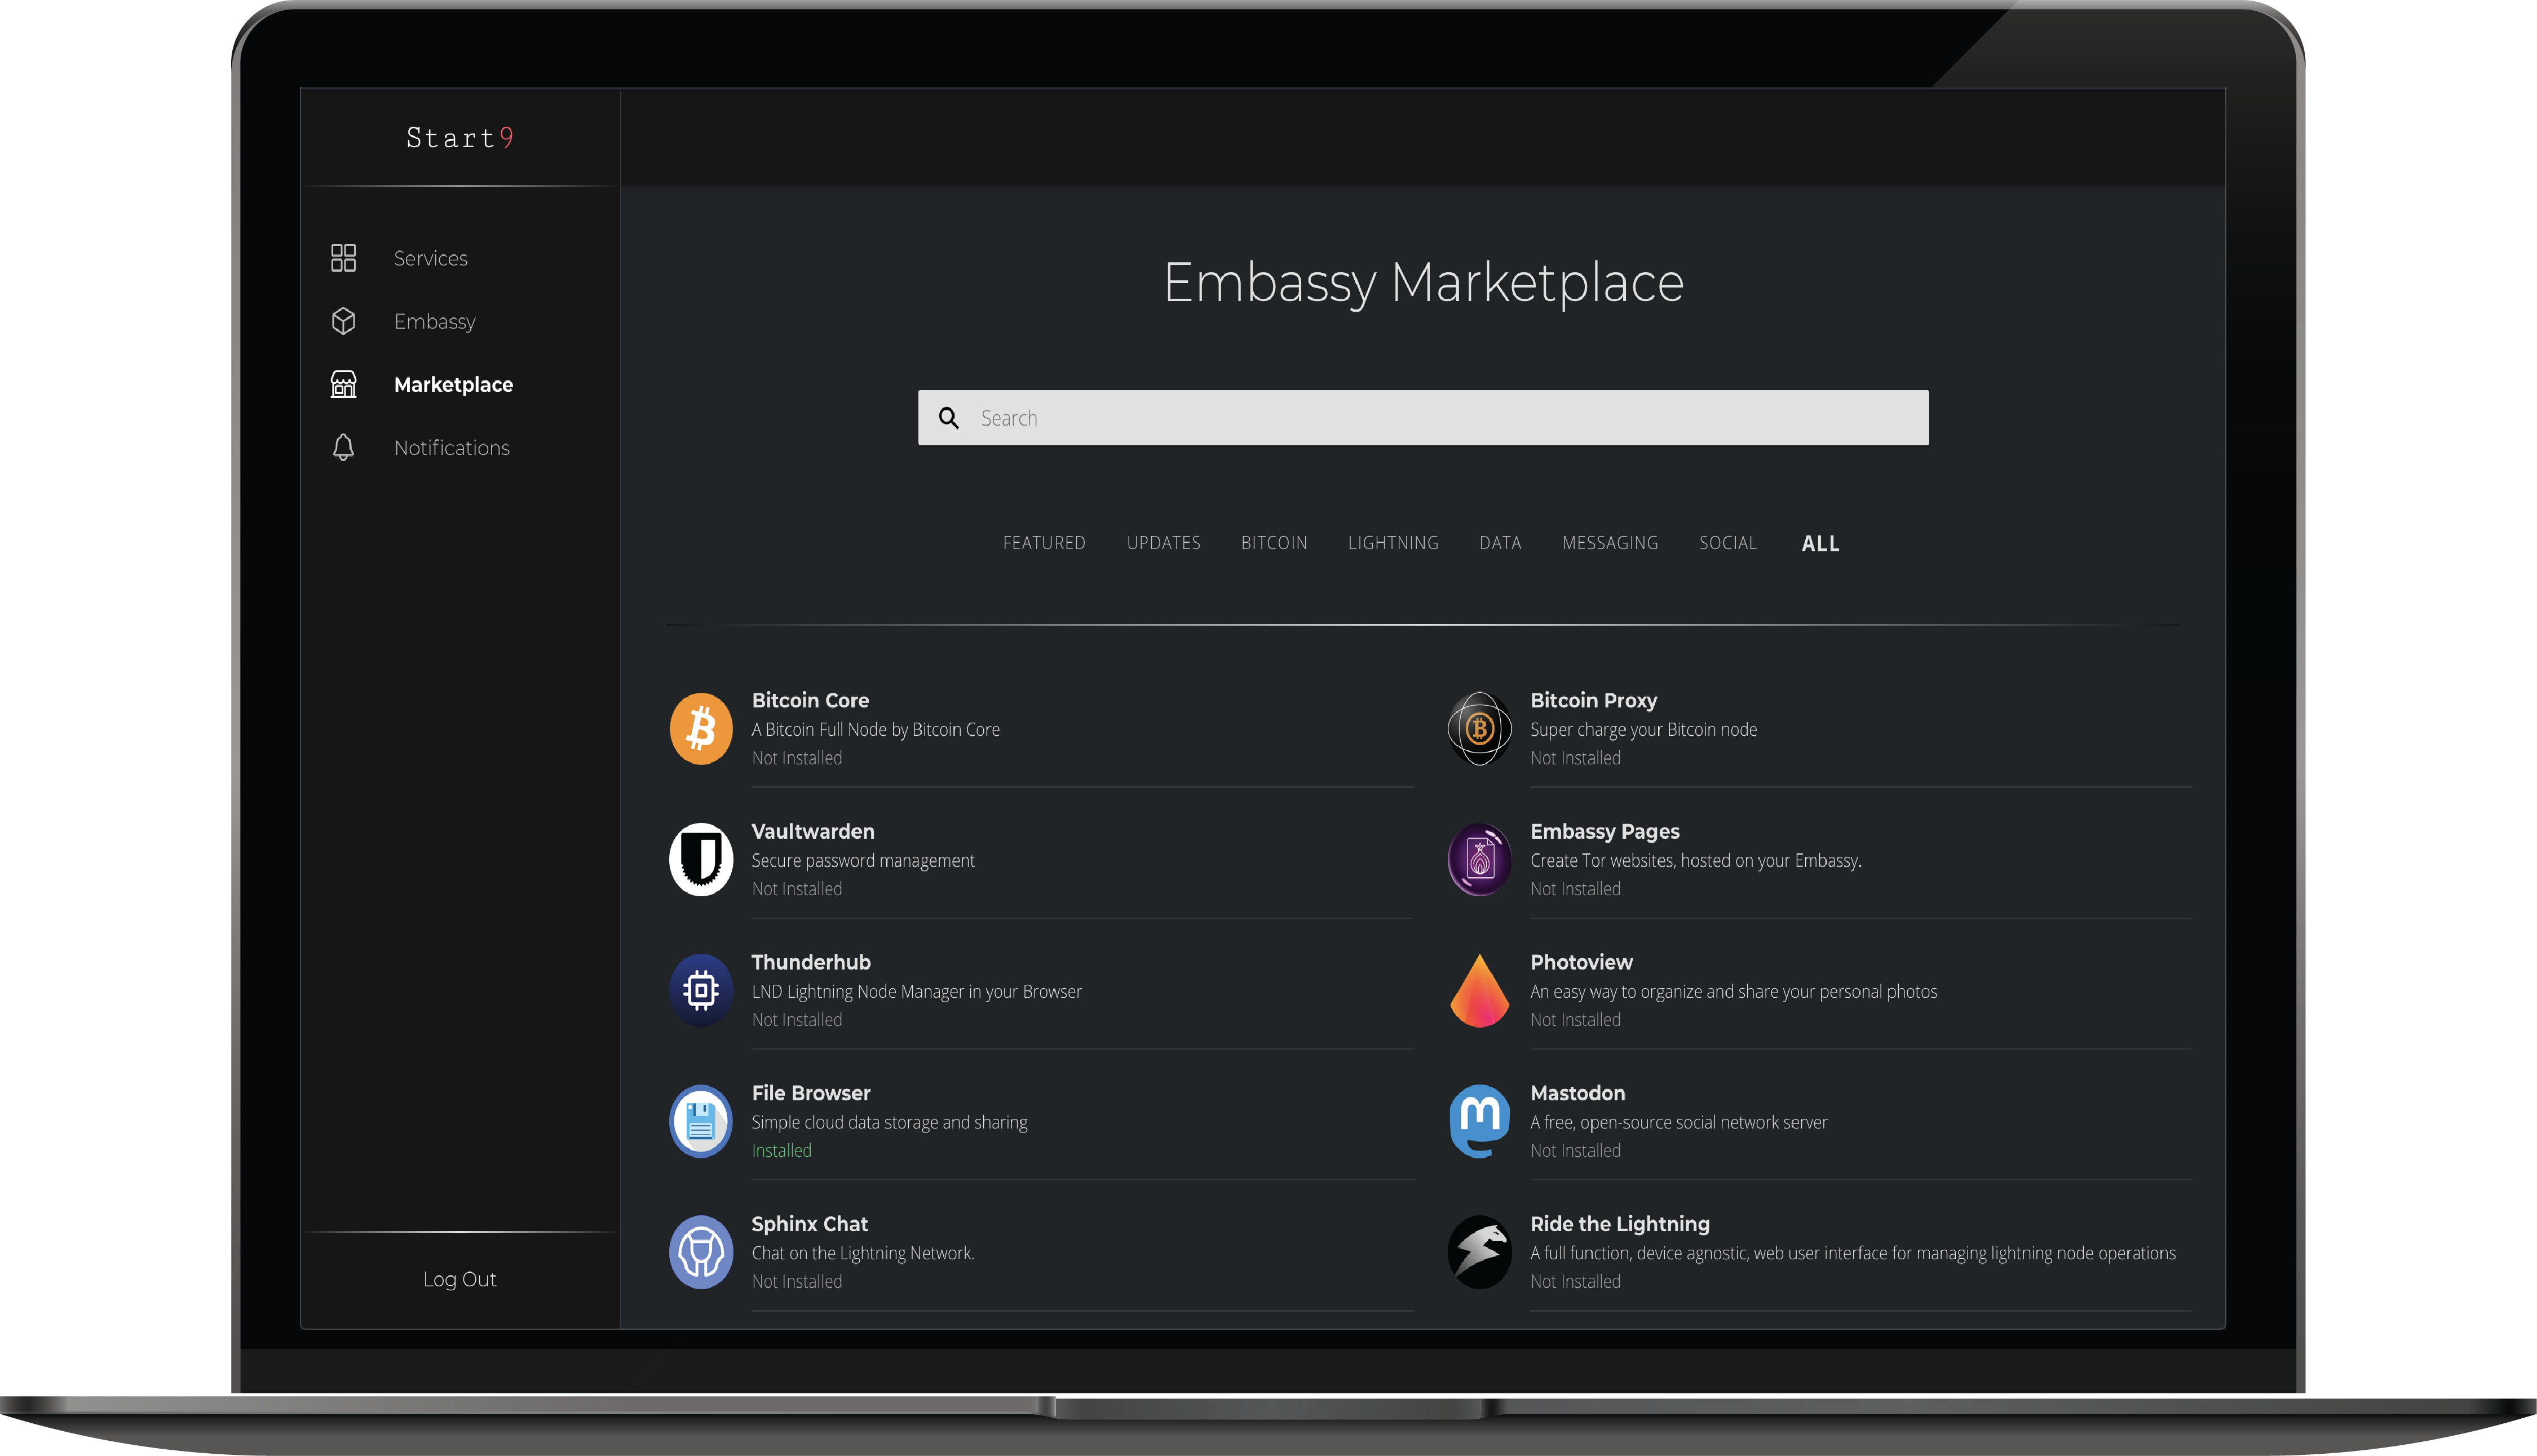 Start9
Services
Embassy
Marketplace
Notifications
Log Out
Embassy Marketplace
Search
FEATURED UPDATES BITCOIN LIGHTNING DATA MESSAGING SOCIAL ALL
Bitcoin Core
A Bitcoin Full Node by Bitcoin Core
Not Installed
Bitcoin Proxy
Super charge your Bitcoin node
Not Installed
Vaultwarden
Secure password management
Not Installed
Embassy Pages
Create Tor websites, hosted on your Embassy.
Not Installed
Thunderhub
LND Lightning Node Manager in your Browser
Not Installed
Photoview
An easy way to organize and share your personal photos
Not Installed
File Browser
Simple cloud data storage and sharing
Installed
Mastodon
A free, open-source social network server
Not Installed
Sphinx Chat
Chat on the Lightning Network.
Not Installed
Ride the Lightning
A full function, device agnostic, web user interface for managing lightning node operations
Not Installed